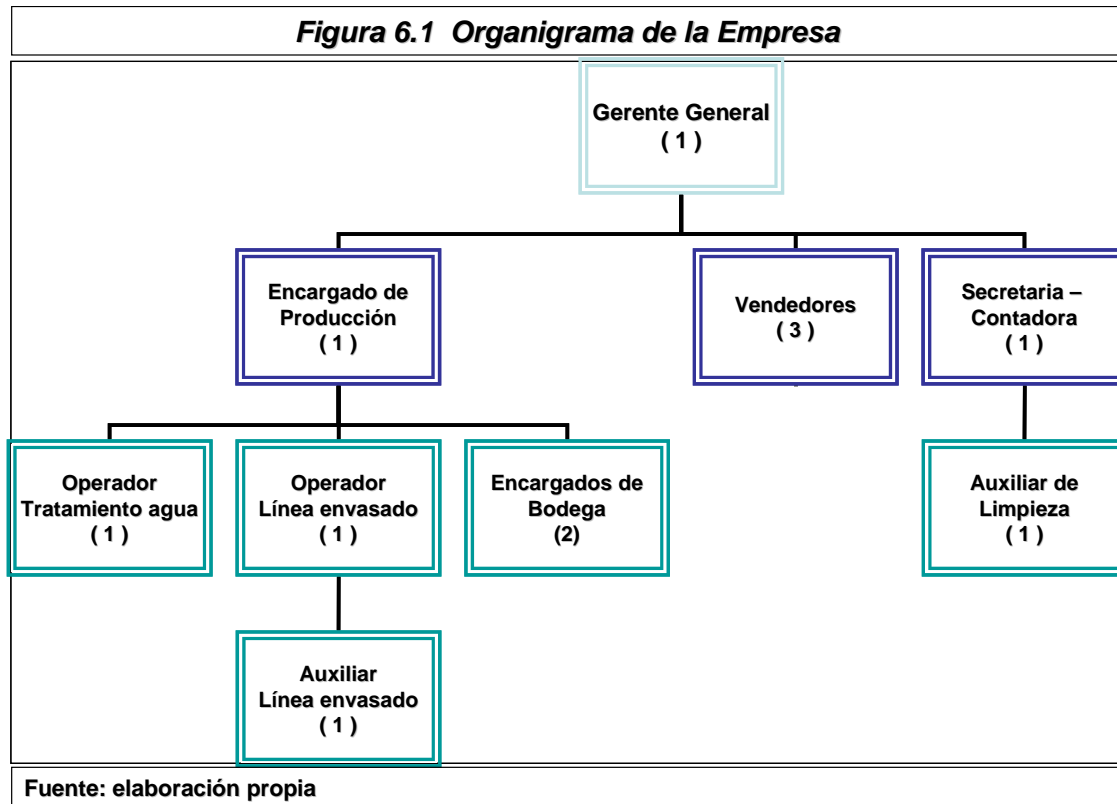 Figura 6.1 Organigrama de la Empresa
Gerente General
( 1 )
Encargado de
Producción
( 1 )
Vendedores
( 3 )
Secretaria –
Contadora
( 1 )
Operador
Tratamiento agua
( 1 )
Operador
Línea envasado
( 1 )
Encargados de
Bodega
(2)
Auxiliar de
Limpieza
( 1 )
Auxiliar
Línea envasado
( 1 )
Fuente: elaboración propia